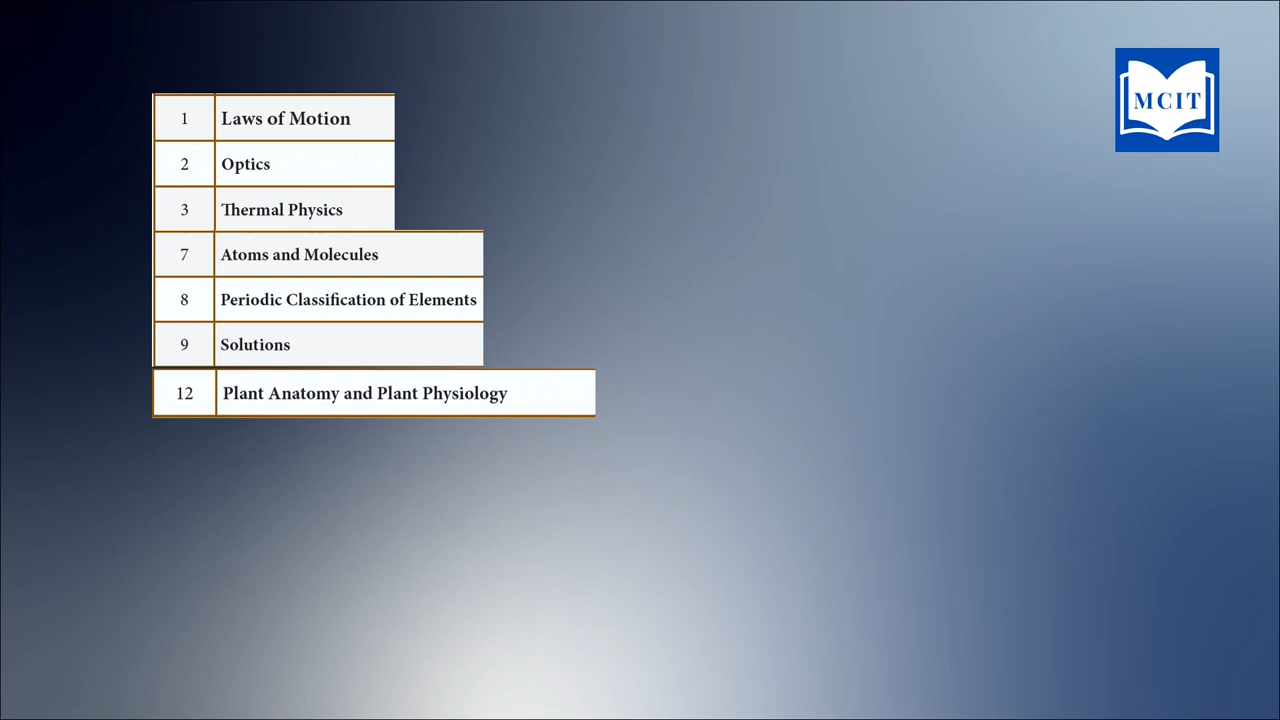 MCIT
1 Laws of Motion
2 Optics
3 Thermal Physics
7 Atoms and Molecules
8 Periodic Classification of Elements
9 Solutions
12 Plant Anatomy and Plant Physiology